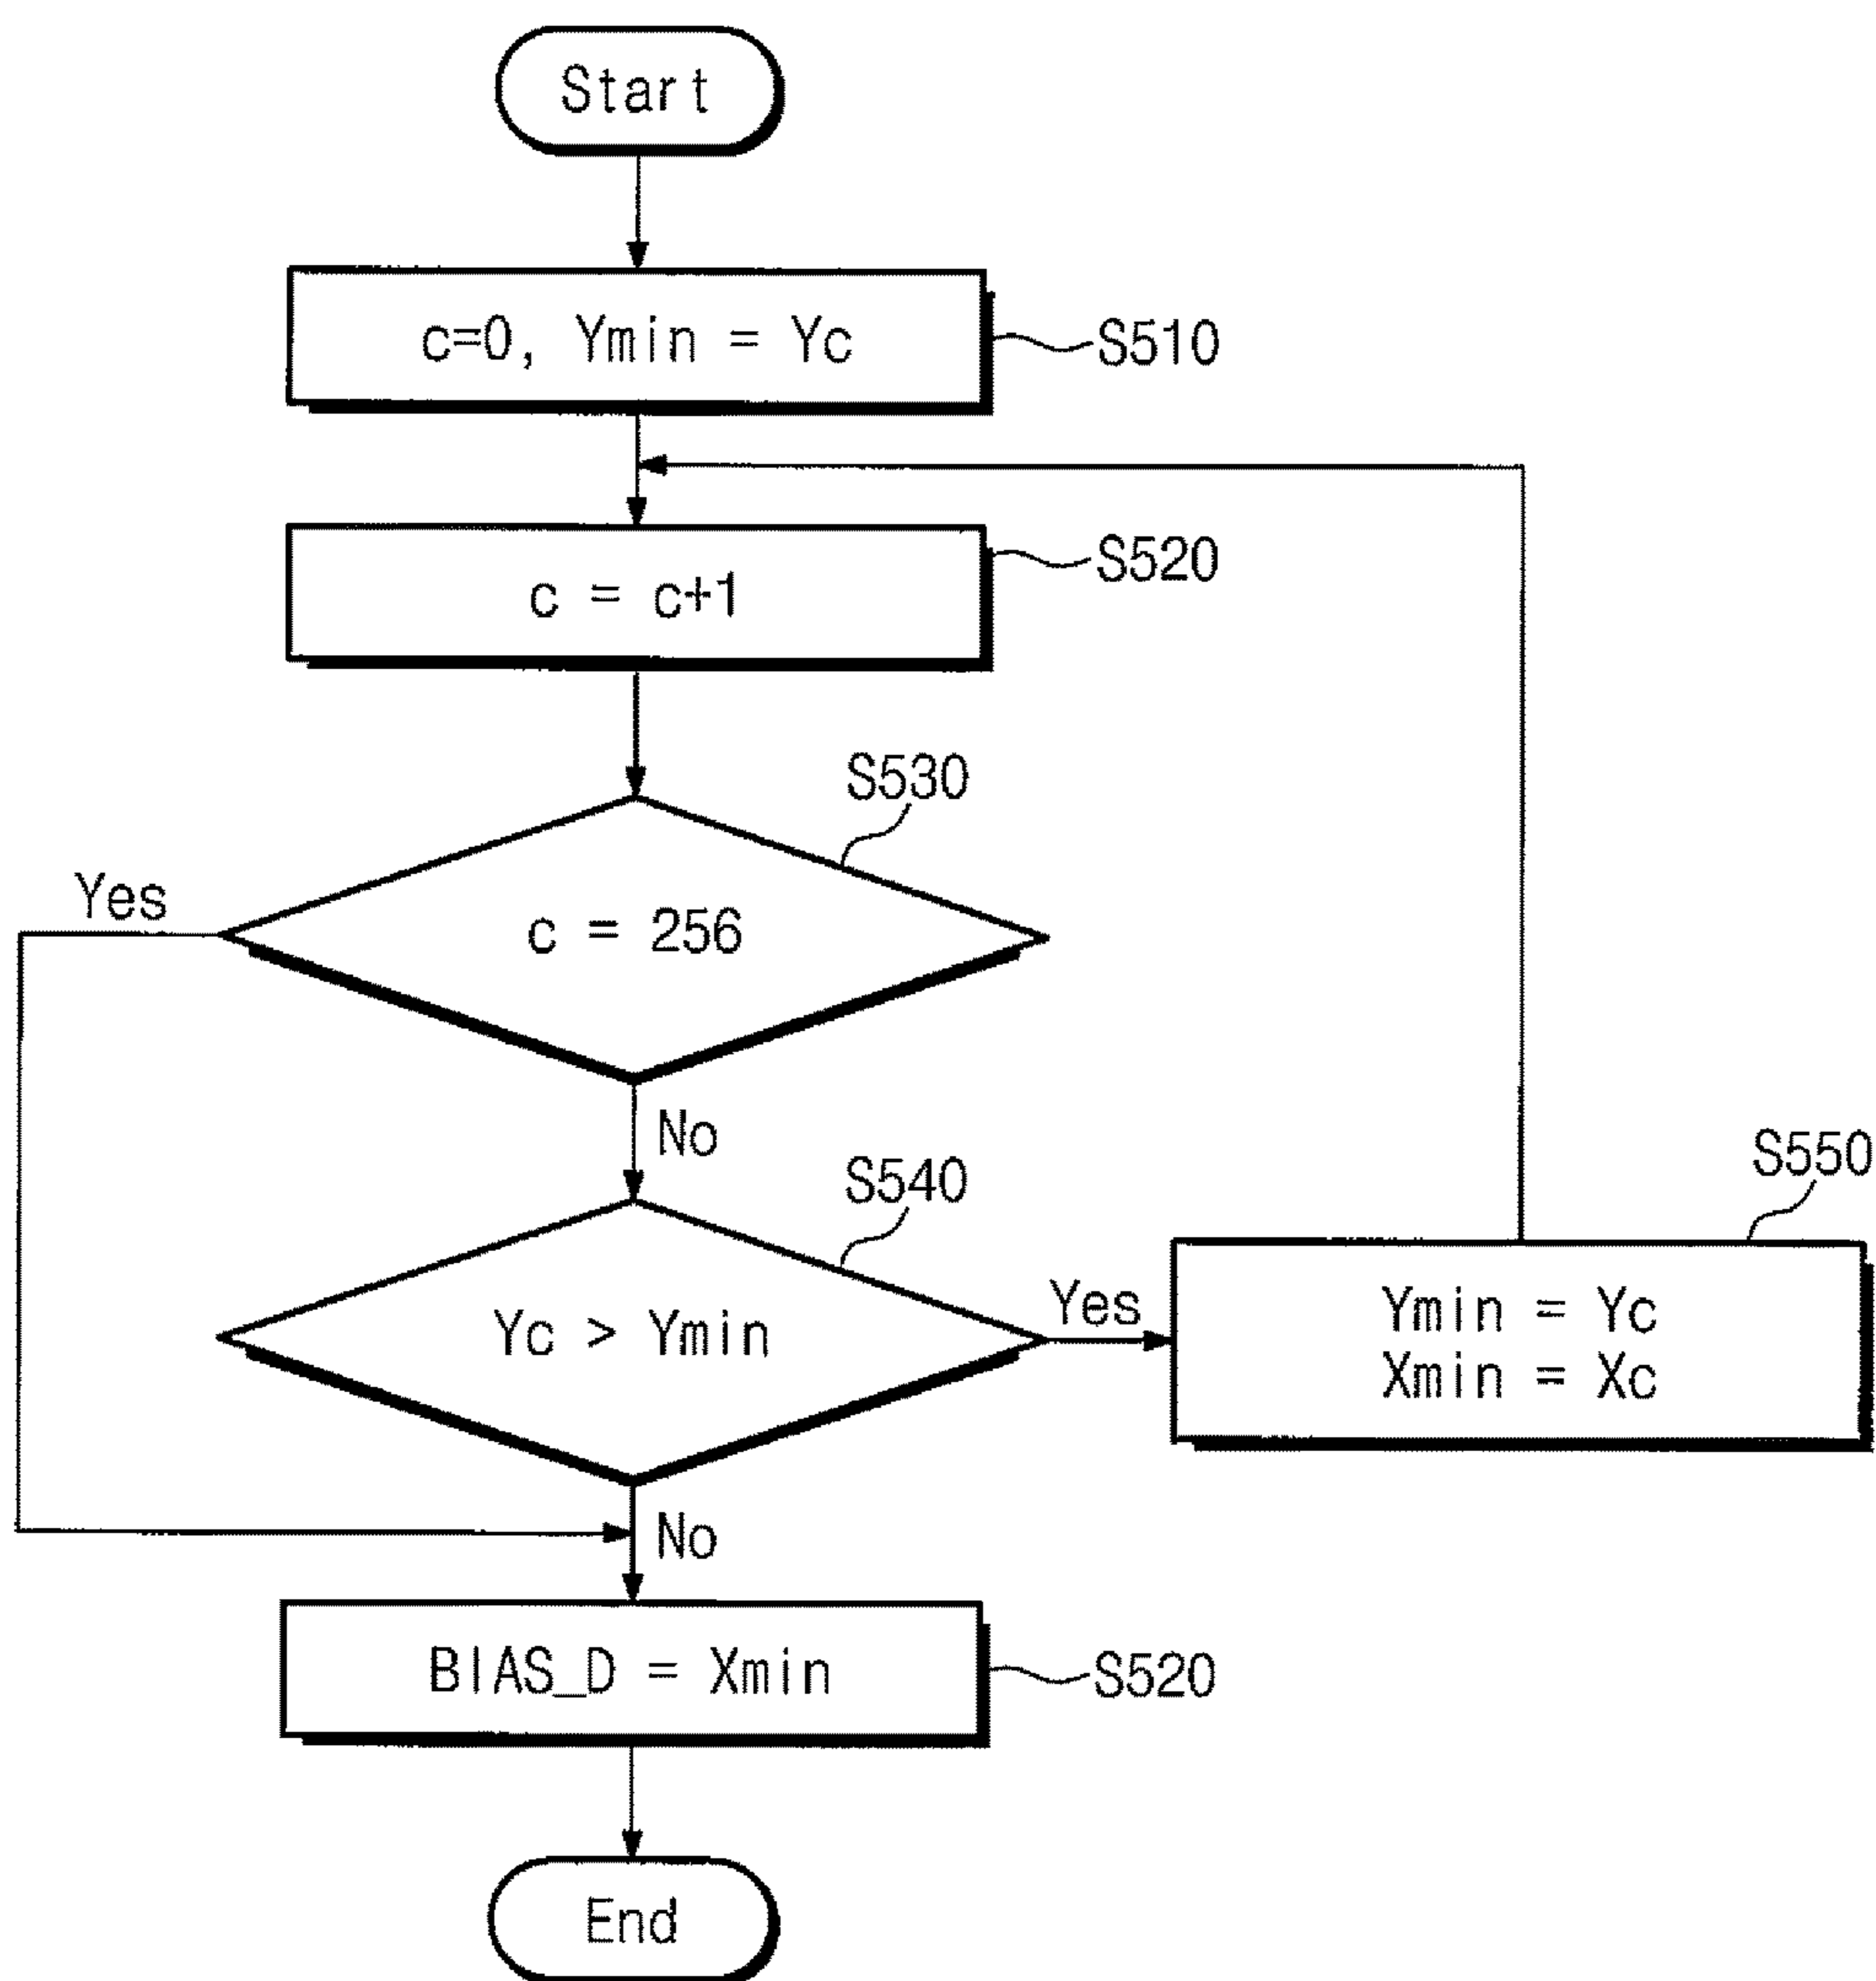 Start
c=0, Ymin = Yc
S510
c = c+1
S520
S530
Yes
c = 256
No
S540
S550
Yc > Ymin
Yes
Ymin = Yc
Xmin = Xc
No
BIAS_D = Xmin
S520
End